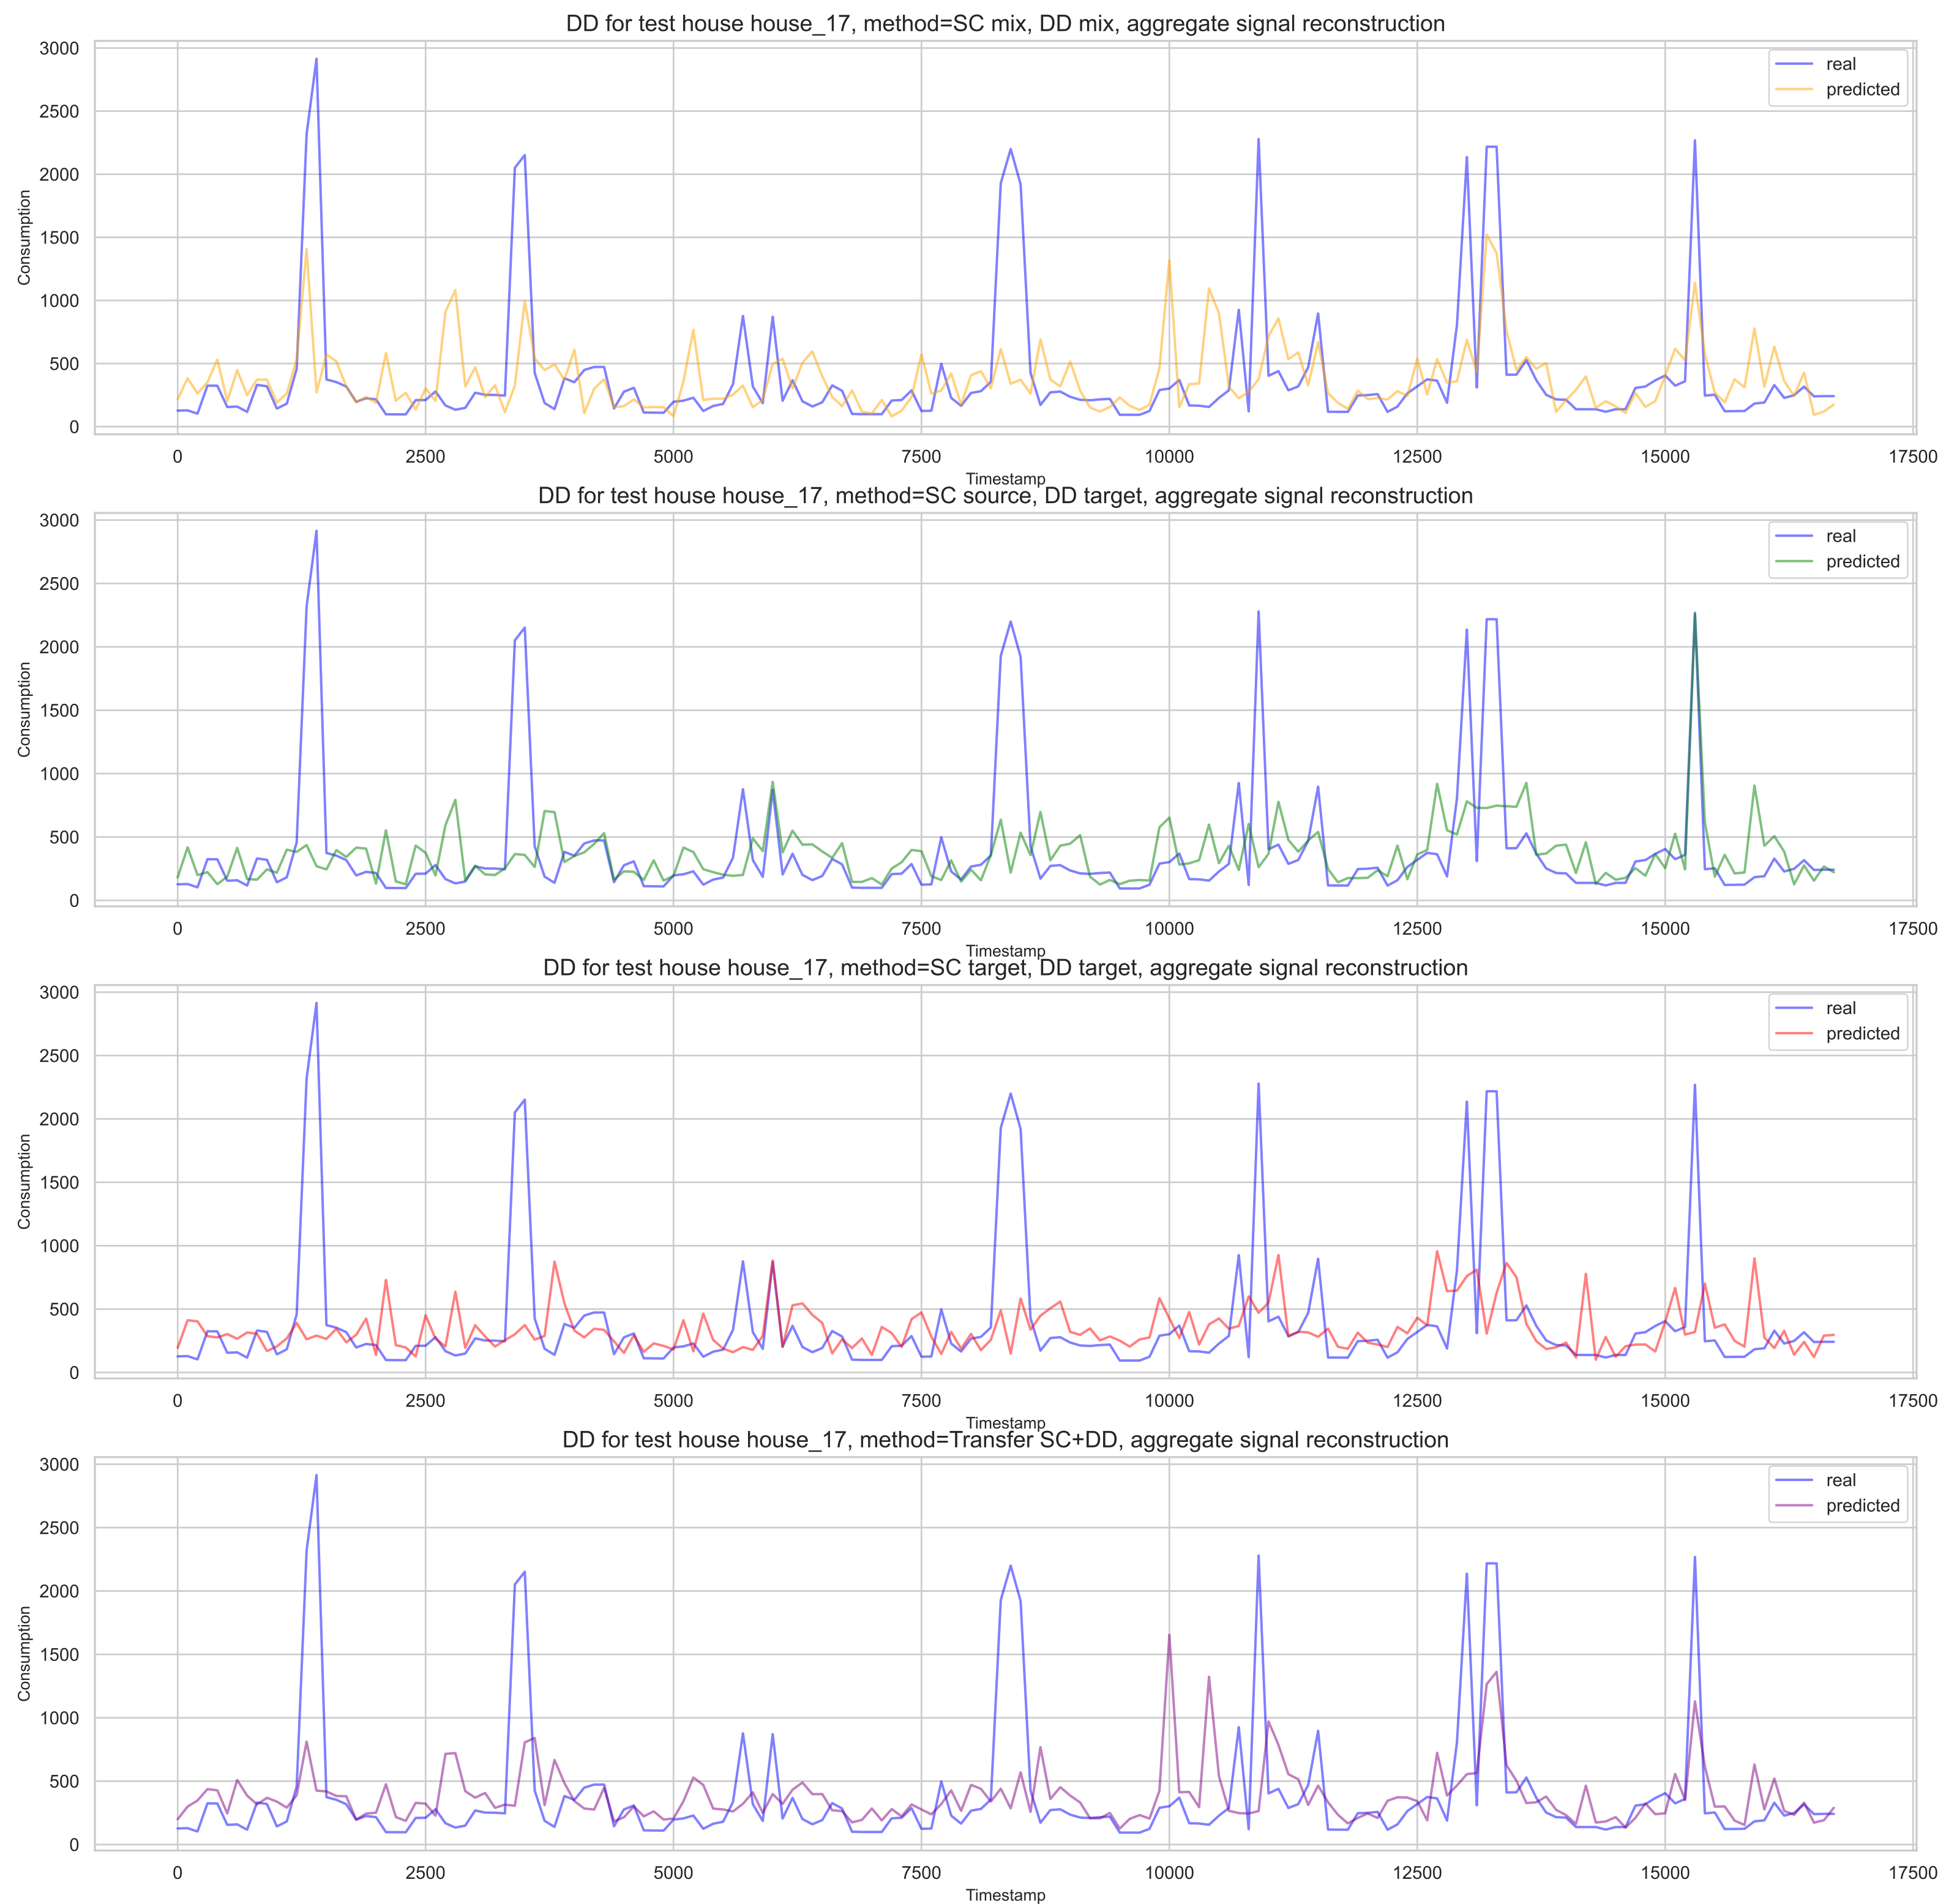 DD for test house house_17, method=SC mix, DD mix, aggregate signal reconstruction
3000
2500
2000
1500
1000
500
0
Consumption
real
predicted
0 2500 5000 7500 10000 12500 15000 17500
Timestamp
DD for test house house_17, method=SC source, DD target, aggregate signal reconstruction
3000
2500
2000
1500
1000
500
0
Consumption
real
predicted
0 2500 5000 7500 10000 12500 15000 17500
Timestamp
DD for test house house_17, method=SC target, DD target, aggregate signal reconstruction
3000
2500
2000
1500
1000
500
0
Consumption
real
predicted
0 2500 5000 7500 10000 12500 15000 17500
Timestamp
DD for test house house_17, method=Transfer SC+DD, aggregate signal reconstruction
3000
2500
2000
1500
1000
500
0
Consumption
real
predicted
0 2500 5000 7500 10000 12500 15000 17500
Timestamp